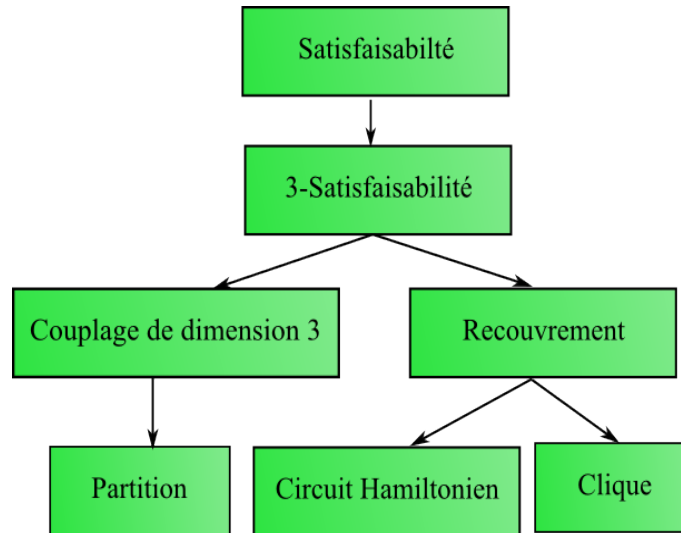 Satisfaisabilté
3-Satisfaisabilité
Couplage de dimension 3
Recouvrement
Partition
Circuit Hamiltonien
Clique